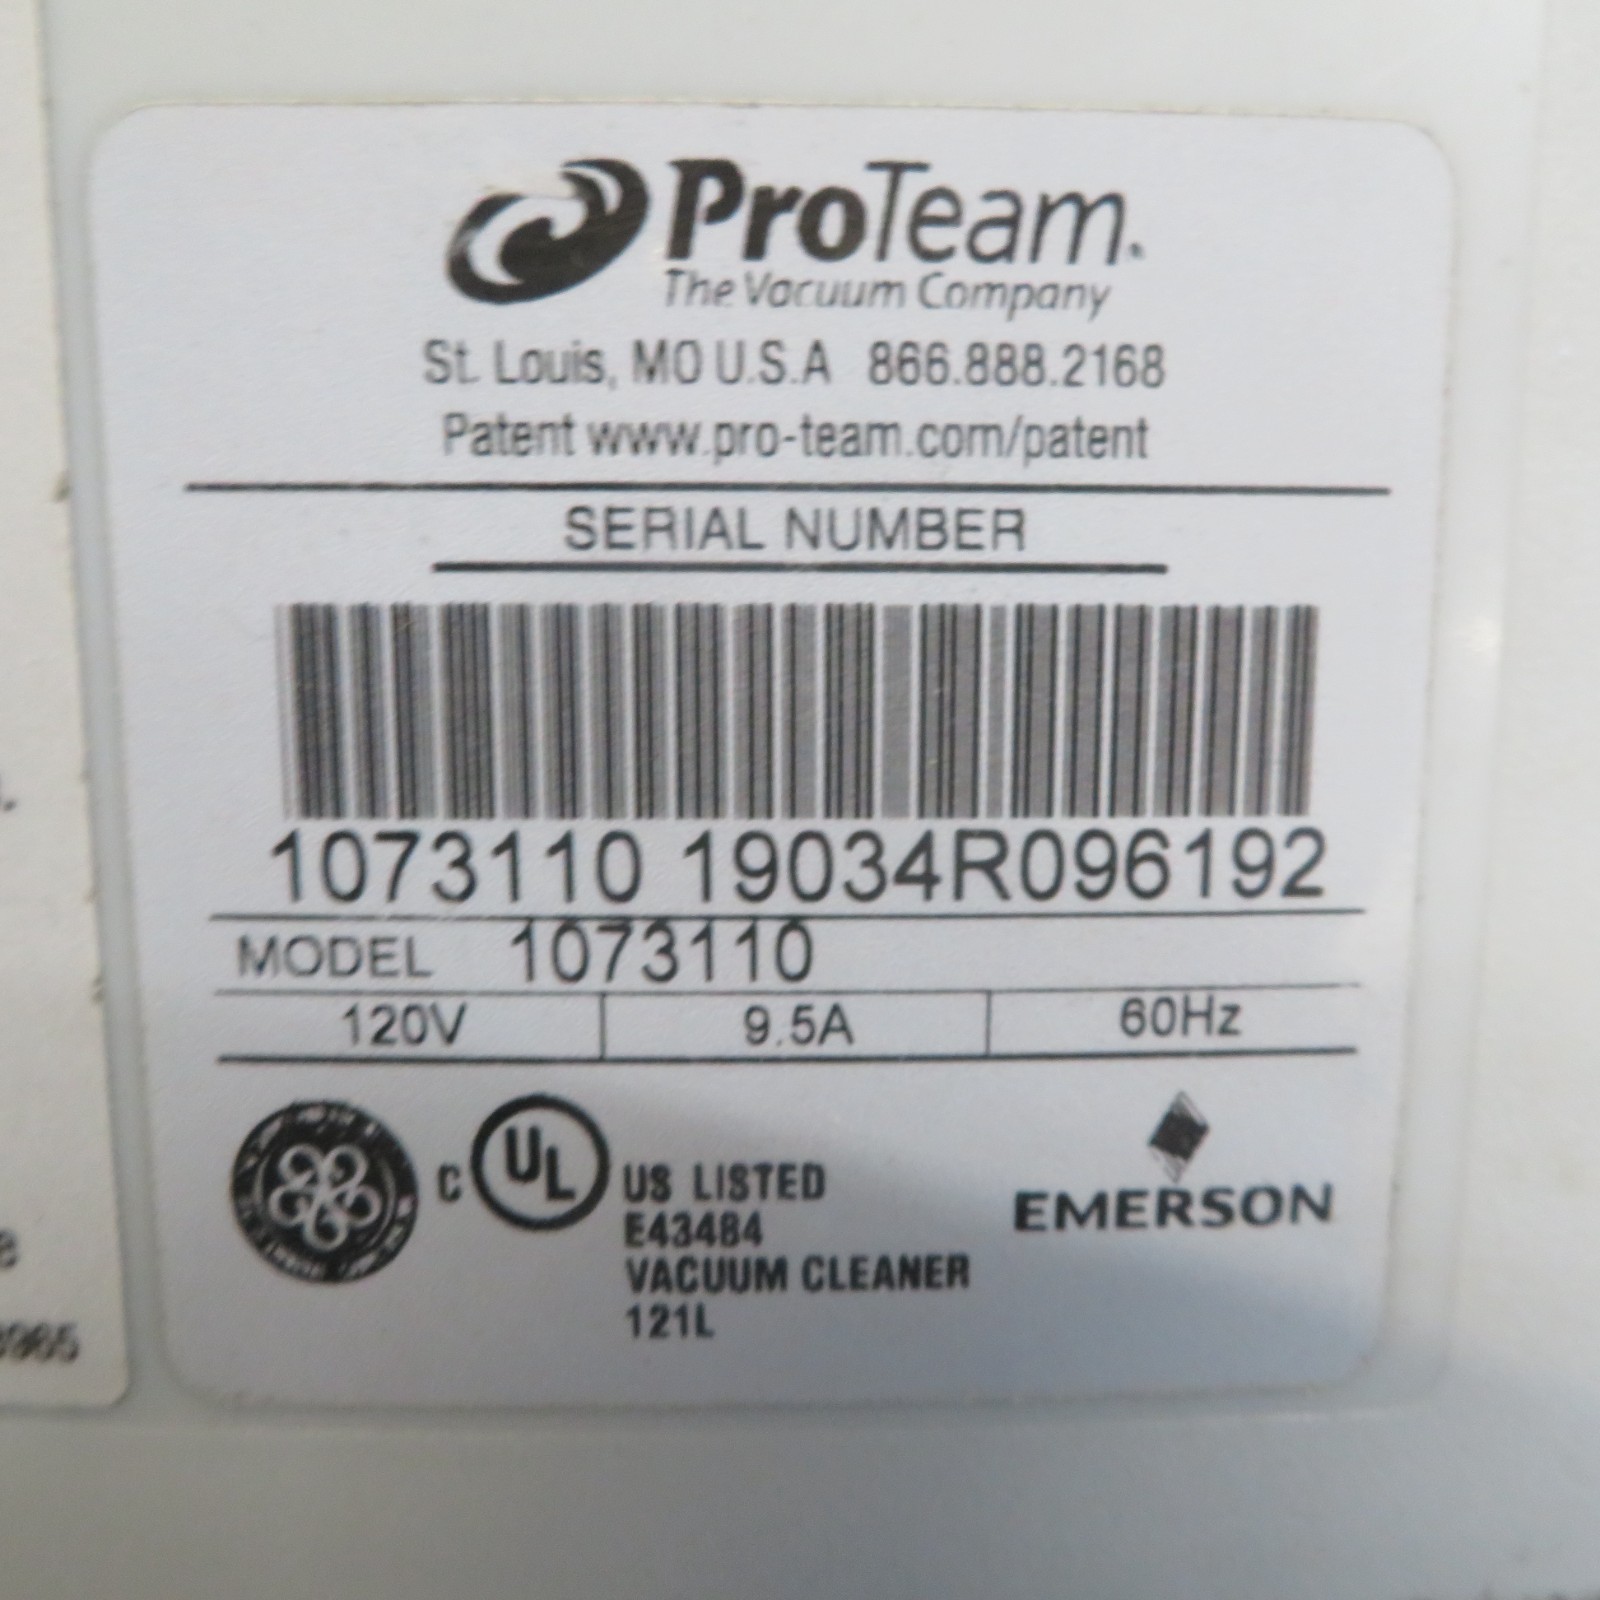 ProTeam.
The Vacuum Company
St. Louis, MO U.S.A 866.888.2168
Patent www.pro-team.com/patent
SERIAL NUMBER
1073110 19034R096192
MODEL 1073110
120V 9.5A 60Hz
C UL US LISTED
E43484
VACUUM CLEANER
121L
EMERSON